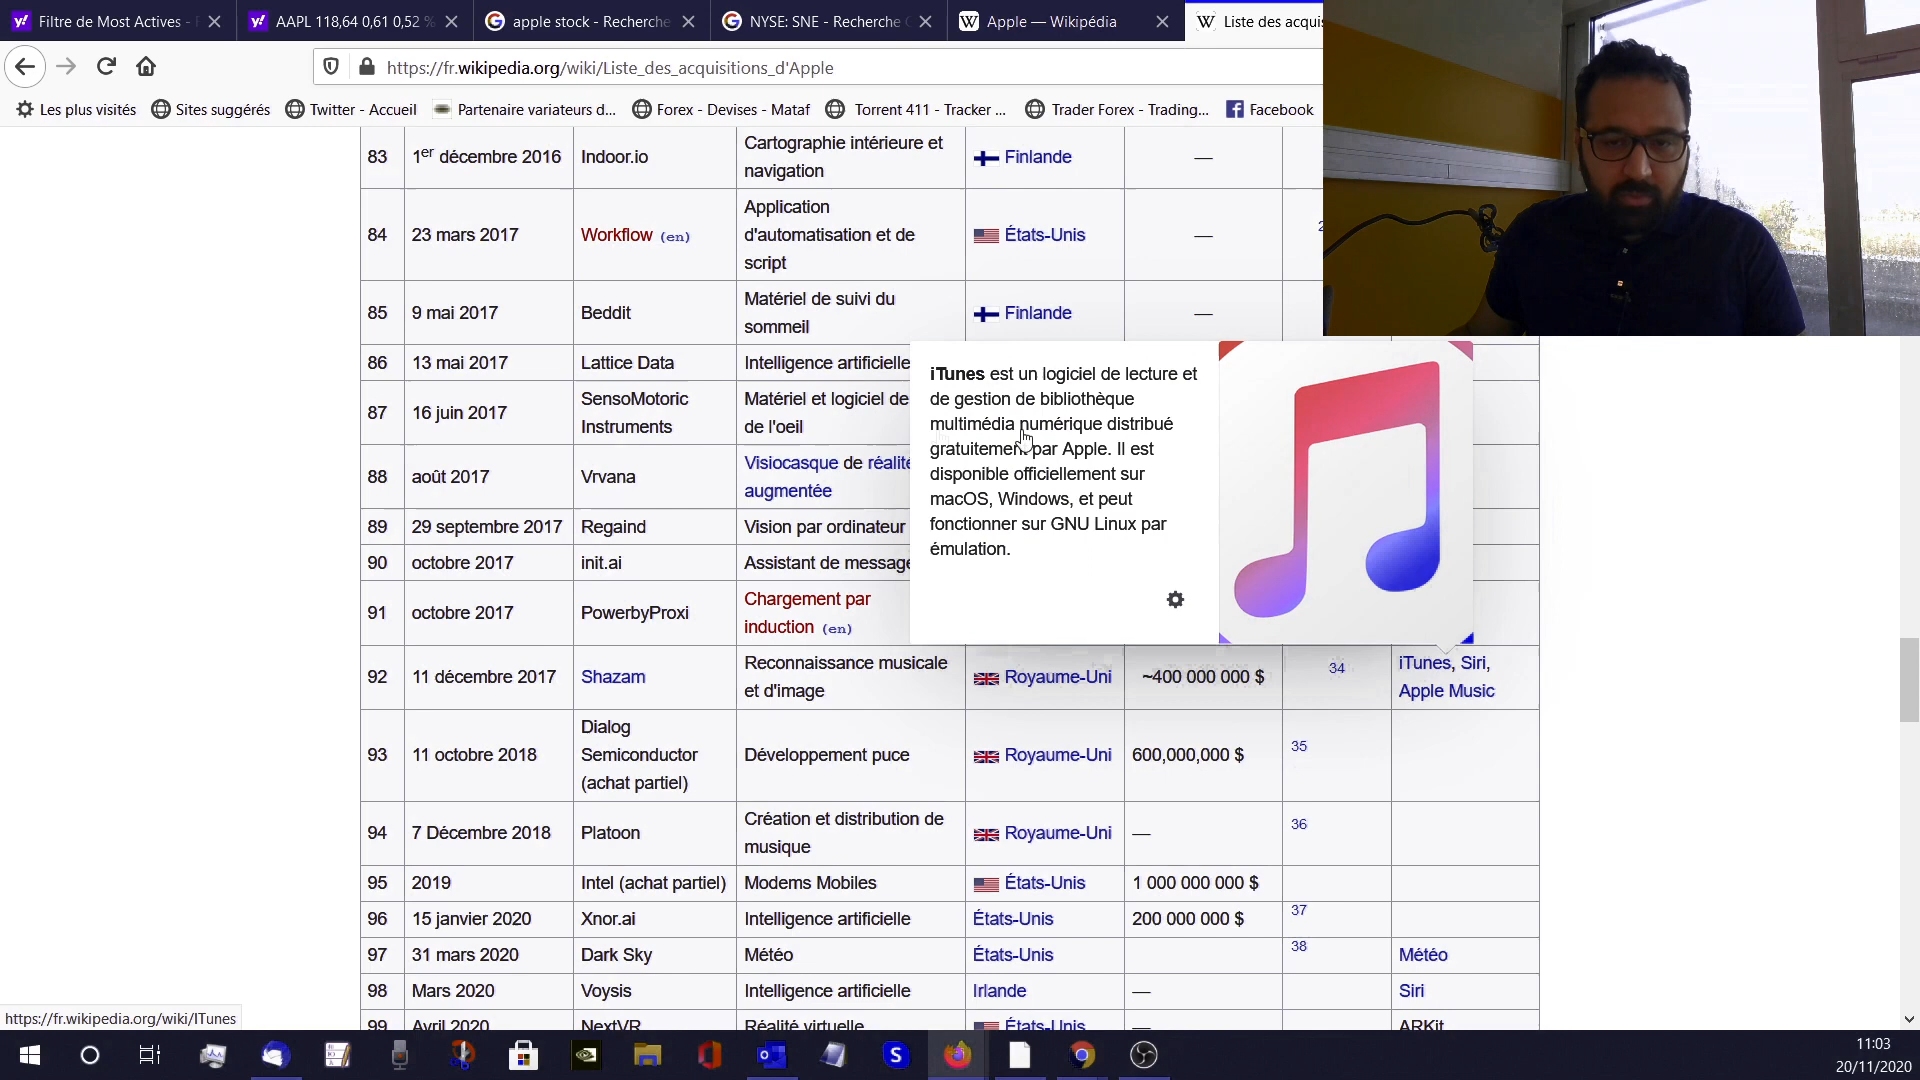 Filtre de Most Actives -
AAPL 118,64 0,61 0,52 %
apple stock - Recherche
NYSE: SNE - Recherche
Apple — Wikipédia
Liste des acquis
https://fr.wikipedia.org/wiki/Liste_des_acquisitions_d'Apple
Les plus visités
Sites suggérés
Twitter - Accueil
Partenaire variateurs d...
Forex - Devises - Mataf
Torrent 411 - Tracker ...
Trader Forex - Trading...
Facebook
83 1er décembre 2016 Indoor.io Cartographie intérieure et navigation Finlande —
84 23 mars 2017 Workflow (en) Application d'automatisation et de script États-Unis —
85 9 mai 2017 Beddit Matériel de suivi du sommeil Finlande —
86 13 mai 2017 Lattice Data Intelligence artificielle
87 16 juin 2017 SensoMotoric Instruments Matériel et logiciel de de l'oeil
88 août 2017 Vrvana Visiocasque de réalité augmentée
89 29 septembre 2017 Regaind Vision par ordinateur
90 octobre 2017 init.ai Assistant de message
91 octobre 2017 PowerbyProxi Chargement par induction (en)
iTunes est un logiciel de lecture et
de gestion de bibliothèque
multimédia numérique distribué
gratuitement par Apple. Il est
disponible officiellement sur
macOS, Windows, et peut
fonctionner sur GNU Linux par
émulation.
92 11 décembre 2017 Shazam Reconnaissance musicale et d'image Royaume-Uni ~400 000 000 $ 34 iTunes, Siri, Apple Music
93 11 octobre 2018 Dialog Semiconductor (achat partiel) Développement puce Royaume-Uni 600,000,000 $ 35
94 7 Décembre 2018 Platoon Création et distribution de musique Royaume-Uni — 36
95 2019 Intel (achat partiel) Modems Mobiles États-Unis 1 000 000 000 $
96 15 janvier 2020 Xnor.ai Intelligence artificielle États-Unis 200 000 000 $ 37
97 31 mars 2020 Dark Sky Météo États-Unis 38 Météo
98 Mars 2020 Voysis Intelligence artificielle Irlande — Siri
99 Avril 2020 NextVR Réalité virtuelle États-Unis — ARKit
https://fr.wikipedia.org/wiki/ITunes
11:03
20/11/2020